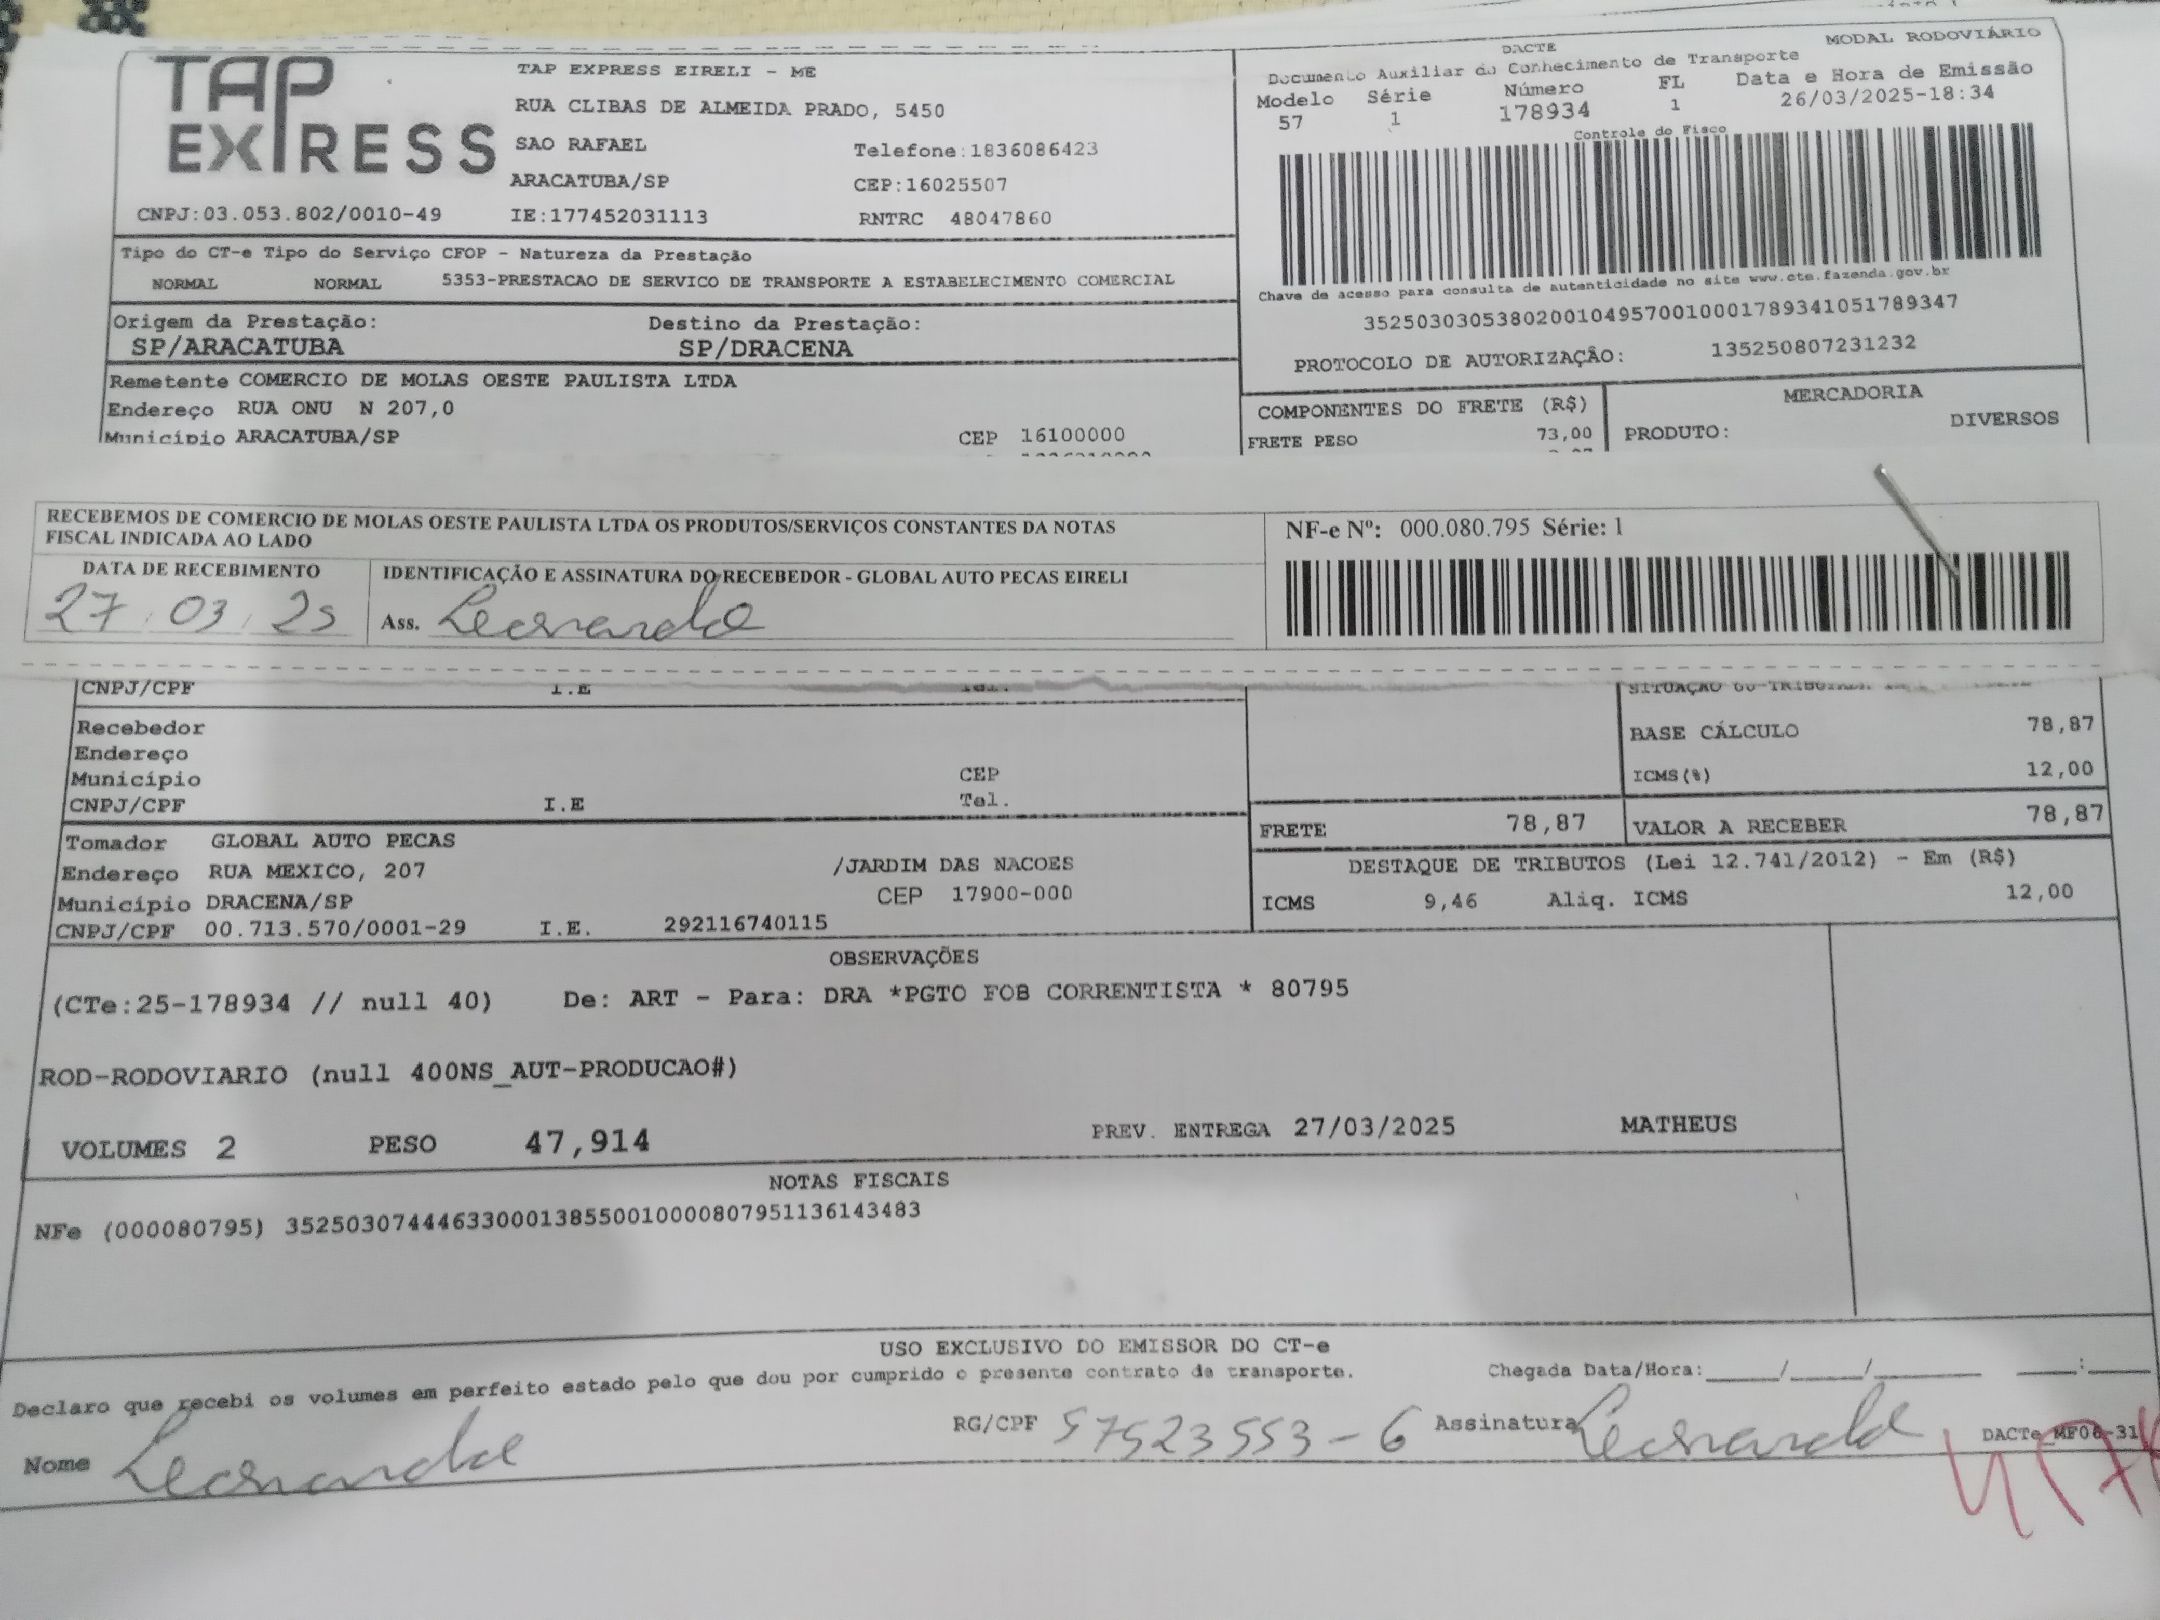 TAP
EXPRESS
TAP EXPRESS EIRELI - ME
RUA CLIBAS DE ALMEIDA PRADO, 5450
SAO RAFAEL Telefone:1836086423
ARACATUBA/SP CEP:16025507
CNPJ:03.053.802/0010-49 IE:177452031113 RNTRC 48047860
DACTE MODAL RODOVIÁRIO
Documento Auxiliar do Conhecimento de Transporte
Modelo Série Número FL Data e Hora de Emissão
57 1 178934 1 26/03/2025-18:34
Controle do Fisco
Chave de acesso para consulta de autenticidade no site www.cte.fazenda.gov.br
35250303053802001049570010001789341051789347
PROTOCOLO DE AUTORIZAÇÃO: 135250807231232
Tipo do CT-e Tipo do Serviço CFOP - Natureza da Prestação
NORMAL NORMAL 5353-PRESTACAO DE SERVICO DE TRANSPORTE A ESTABELECIMENTO COMERCIAL
Origem da Prestação: Destino da Prestação:
SP/ARACATUBA SP/DRACENA
Remetente COMERCIO DE MOLAS OESTE PAULISTA LTDA
Endereço RUA ONU N 207,0
Município ARACATUBA/SP CEP 16100000
COMPONENTES DO FRETE (R$) MERCADORIA
FRETE PESO 73,00 PRODUTO: DIVERSOS
RECEBEMOS DE COMERCIO DE MOLAS OESTE PAULISTA LTDA OS PRODUTOS/SERVIÇOS CONSTANTES DA NOTAS
FISCAL INDICADA AO LADO
NF-e Nº: 000.080.795 Série: 1
DATA DE RECEBIMENTO IDENTIFICAÇÃO E ASSINATURA DO RECEBEDOR - GLOBAL AUTO PECAS EIRELI
27 03 25 Ass. Leonardo
CNPJ/CPF I.E
Recebedor
Endereço
Município CEP
CNPJ/CPF I.E Tel.
BASE CÁLCULO 78,87
ICMS(%) 12,00
FRETE 78,87 VALOR A RECEBER 78,87
Tomador GLOBAL AUTO PECAS
Endereço RUA MEXICO, 207 /JARDIM DAS NACOES
Município DRACENA/SP CEP 17900-000
CNPJ/CPF 00.713.570/0001-29 I.E. 292116740115
DESTAQUE DE TRIBUTOS (Lei 12.741/2012) - Em (R$)
ICMS 9,46 Aliq. ICMS 12,00
OBSERVAÇÕES
(CTe:25-178934 // null 40) De: ART - Para: DRA *PGTO FOB CORRENTISTA * 80795
ROD-RODOVIARIO (null 400NS_AUT-PRODUCAO#)
VOLUMES 2 PESO 47,914 PREV. ENTREGA 27/03/2025 MATHEUS
NOTAS FISCAIS
NFe (000080795) 35250307444633000138550010000807951136143483
USO EXCLUSIVO DO EMISSOR DO CT-e
Declaro que recebi os volumes em perfeito estado pelo que dou por cumprido o presente contrato de transporte. Chegada Data/Hora:____/____/______ ___:____
Nome Leonardo RG/CPF 57523553-6 Assinatura Leonardo DACTe_MF06-31